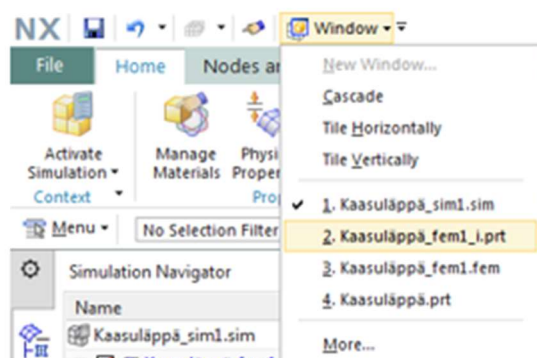 NX Window
File Home Nodes ar
New Window...
Cascade
Tile Horizontally
Tile Vertically
1. Kaasuläppä_sim1.sim
2. Kaasuläppä_fem1_i.prt
3. Kaasuläppä_fem1.fem
4. Kaasuläppä.prt
More...
Activate
Simulation
Manage
Materials
Physi
Proper
Context
Prop
Menu No Selection Filter
Simulation Navigator
Name
Kaasuläppä_sim1.sim